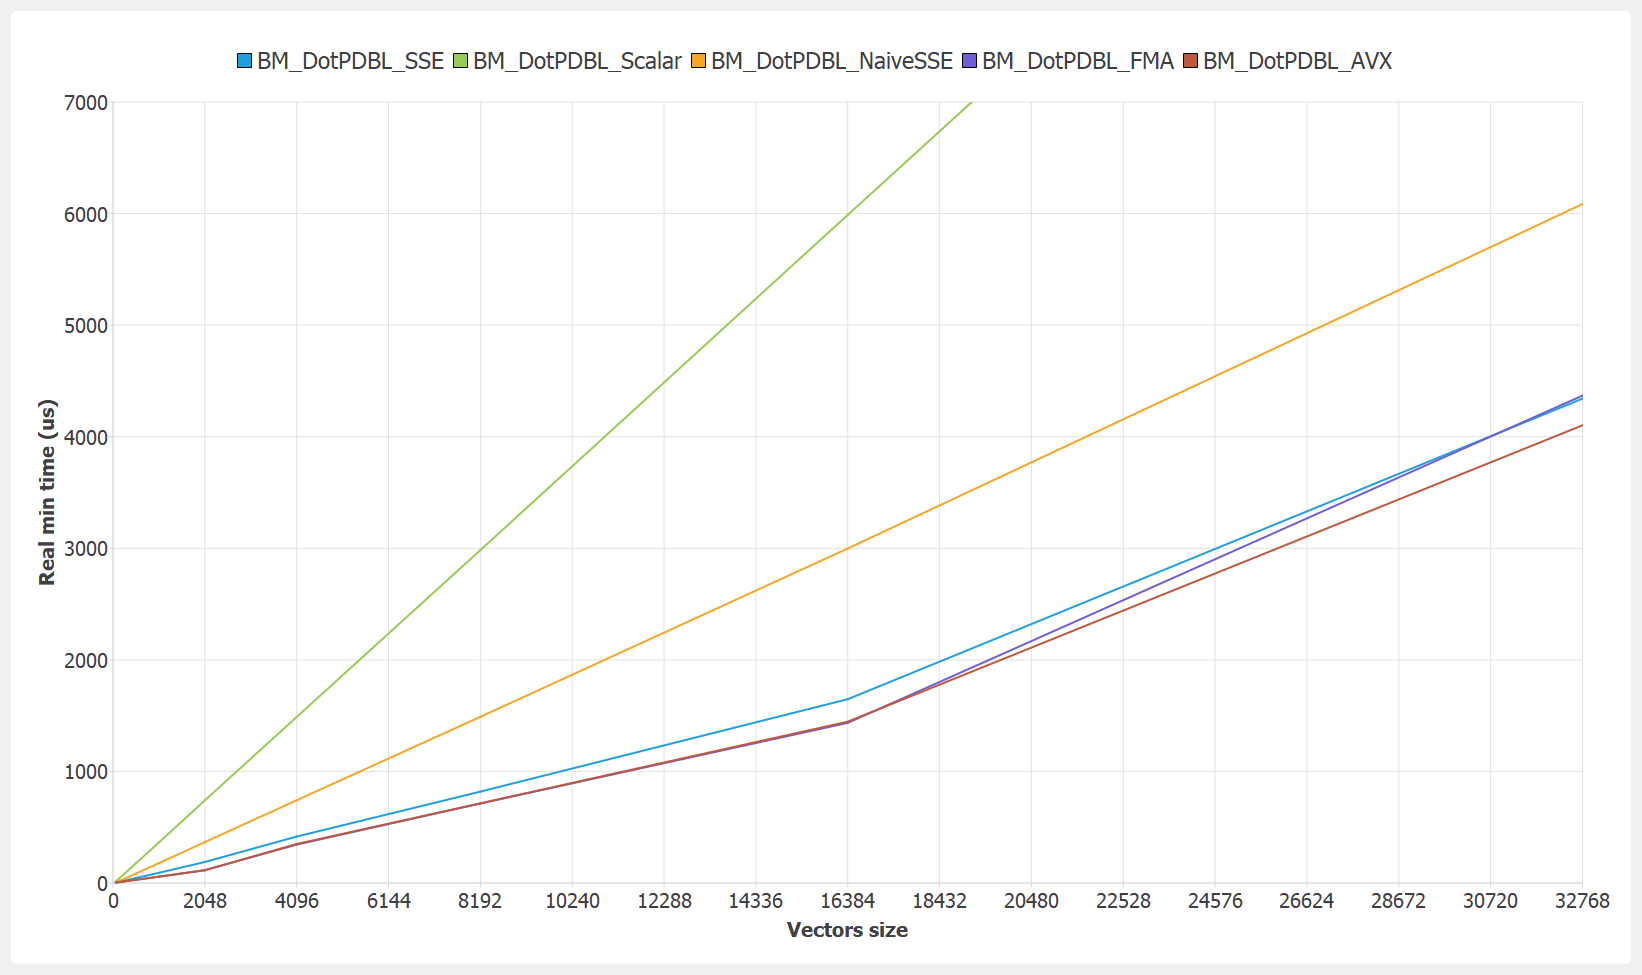 BM_DotPDBL_SSE BM_DotPDBL_Scalar BM_DotPDBL_NaiveSSE BM_DotPDBL_FMA BM_DotPDBL_AVX
7000
6000
5000
4000
3000
2000
1000
0
Real min time (us)
0 2048 4096 6144 8192 10240 12288 14336 16384 18432 20480 22528 24576 26624 28672 30720 32768
Vectors size